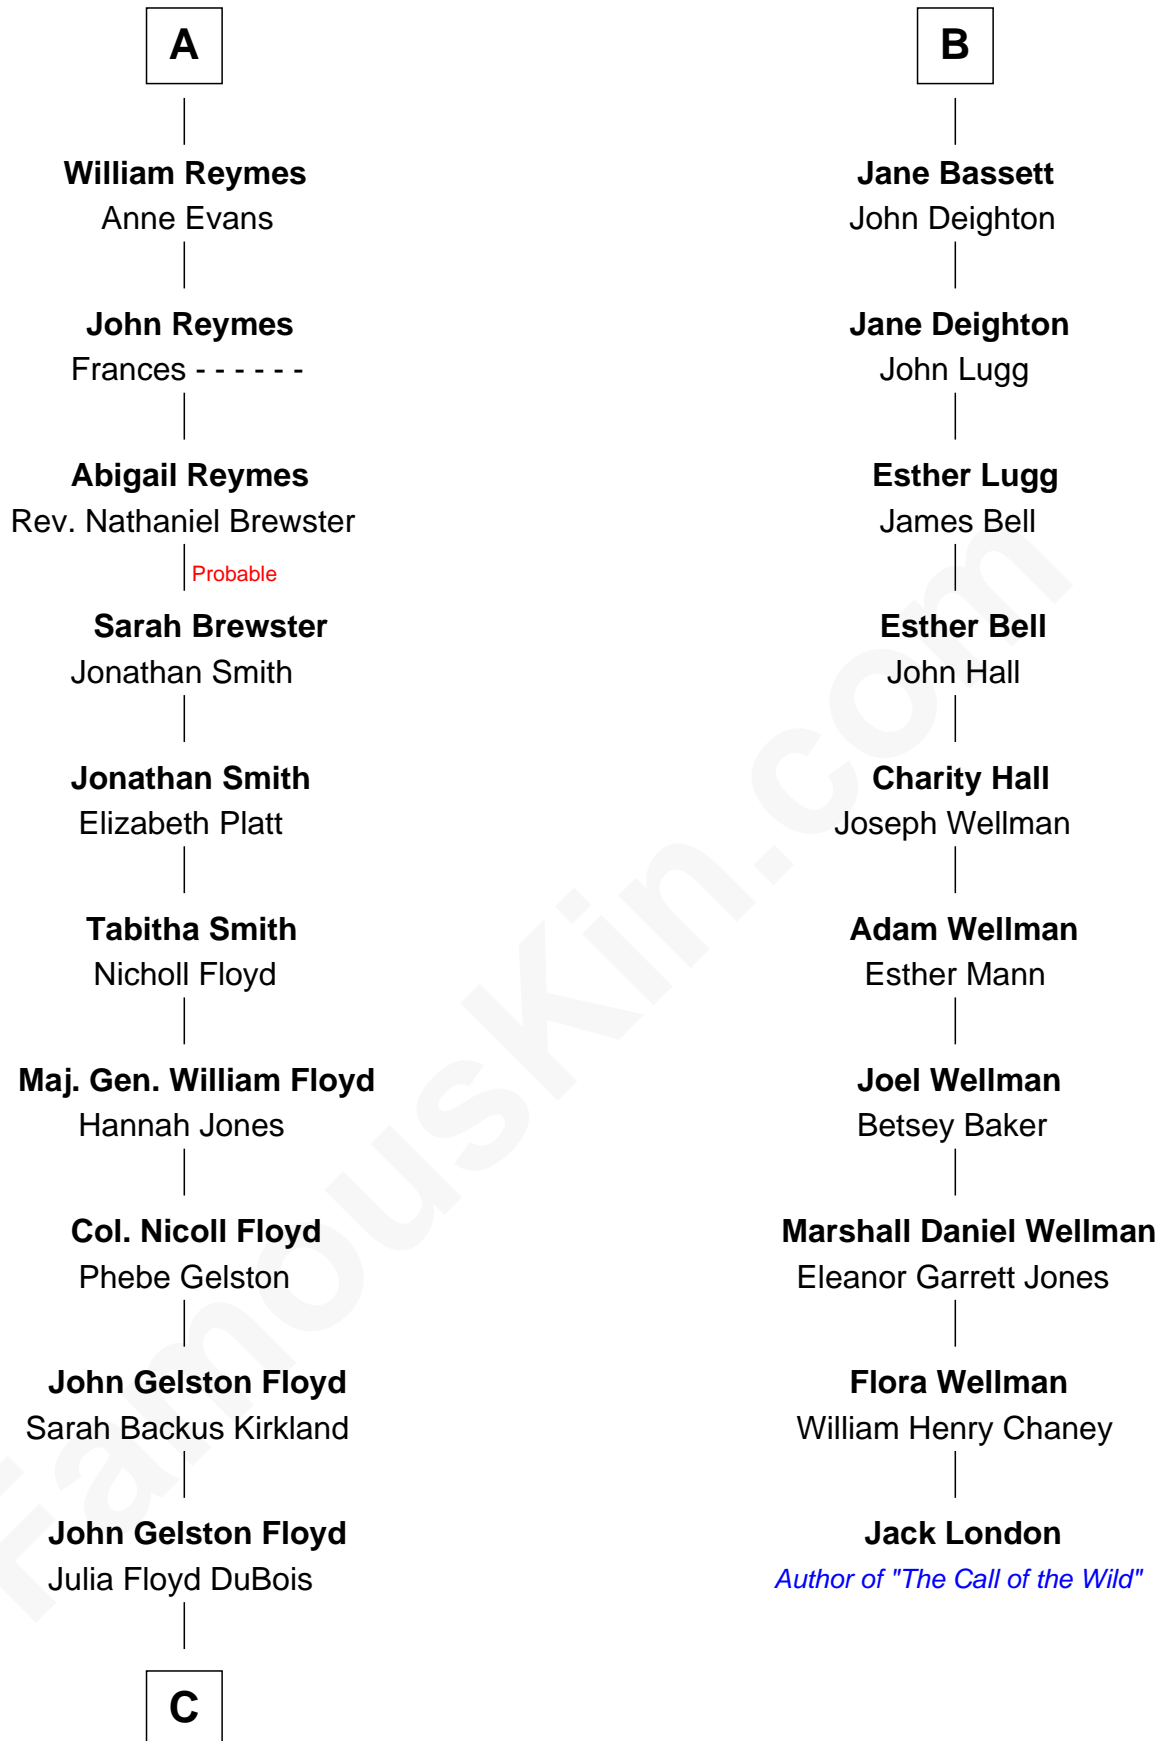 A
William Reymes
Anne Evans
John Reymes
Frances - - - - - -
Abigail Reymes
Rev. Nathaniel Brewster
Probable
Sarah Brewster
Jonathan Smith
Jonathan Smith
Elizabeth Platt
Tabitha Smith
Nicholl Floyd
Maj. Gen. William Floyd
Hannah Jones
Col. Nicoll Floyd
Phebe Gelston
John Gelston Floyd
Sarah Backus Kirkland
John Gelston Floyd
Julia Floyd DuBois
C
B
Jane Bassett
John Deighton
Jane Deighton
John Lugg
Esther Lugg
James Bell
Esther Bell
John Hall
Charity Hall
Joseph Wellman
Adam Wellman
Esther Mann
Joel Wellman
Betsey Baker
Marshall Daniel Wellman
Eleanor Garrett Jones
Flora Wellman
William Henry Chaney
Jack London
Author of "The Call of the Wild"
FamousKin.com